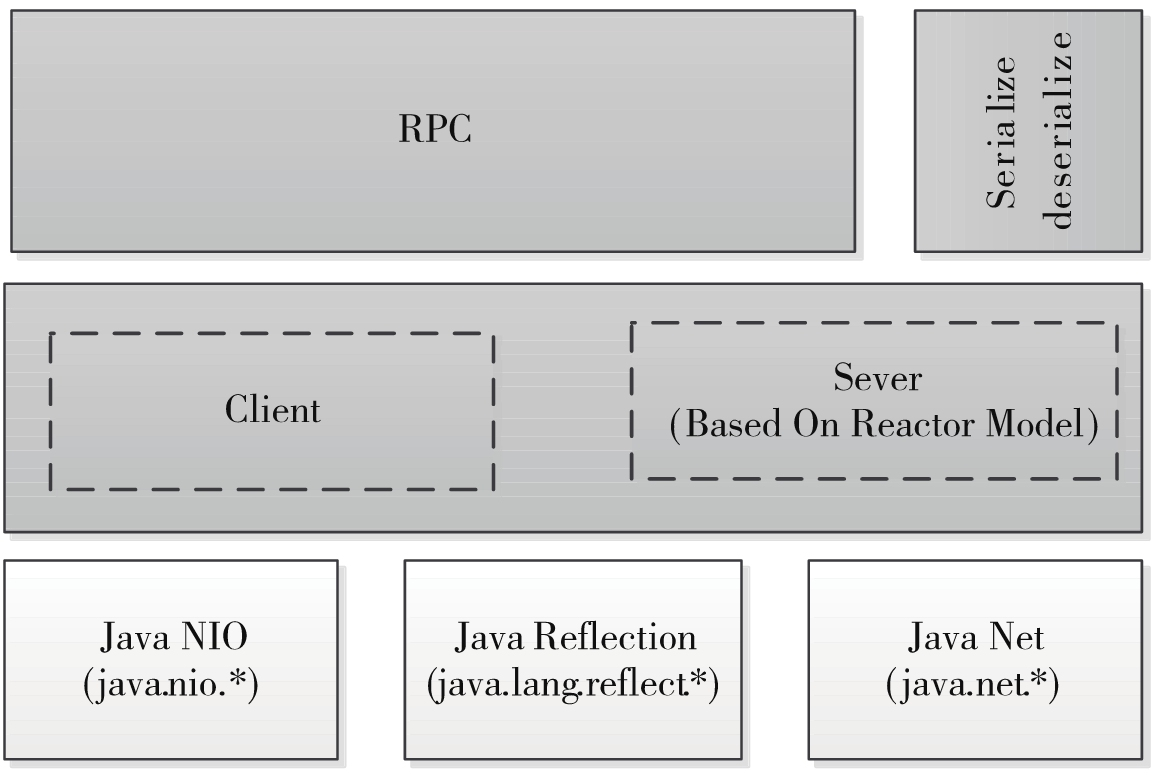 RPC
Serialize
deserialize
Client
Sever
(Based On Reactor Model)
Java NIO
(java.nio.*)
Java Reflection
(java.lang.reflect.*)
Java Net
(java.net.*)